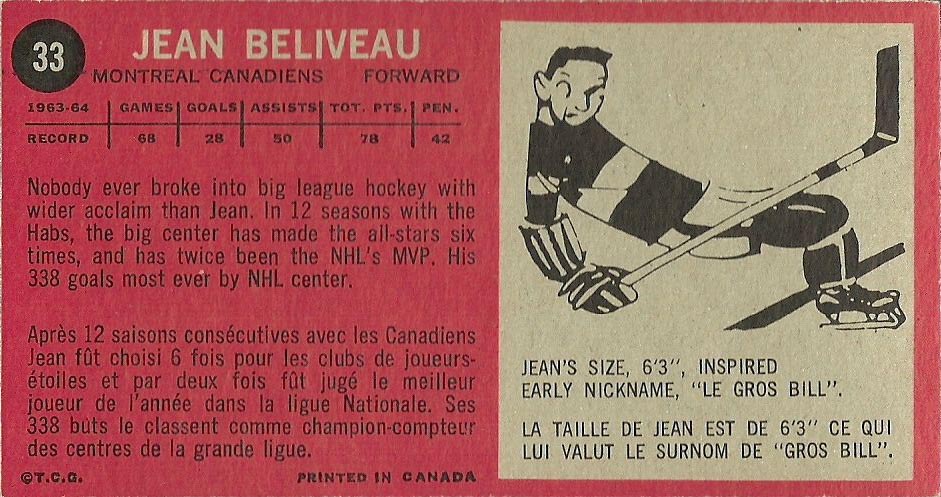 33
JEAN BELIVEAU
MONTREAL CANADIENS FORWARD
1963-64 GAMES GOALS ASSISTS TOT. PTS. PEN.
RECORD 68 28 50 78 42
Nobody ever broke into big league hockey with
wider acclaim than Jean. In 12 seasons with the
Habs, the big center has made the all-stars six
times, and has twice been the NHL's MVP. His
338 goals most ever by NHL center.
Après 12 saisons consécutives avec les Canadiens
Jean fût choisi 6 fois pour les clubs de joueurs-
étoiles et par deux fois fût jugé le meilleur
joueur de l'année dans la ligue Nationale. Ses
338 buts le classent comme champion-compteur
des centres de la grande ligue.
©T.C.G. PRINTED IN CANADA
JEAN'S SIZE, 6'3'', INSPIRED
EARLY NICKNAME, "LE GROS BILL".
LA TAILLE DE JEAN EST DE 6'3'' CE QUI
LUI VALUT LE SURNOM DE "GROS BILL".